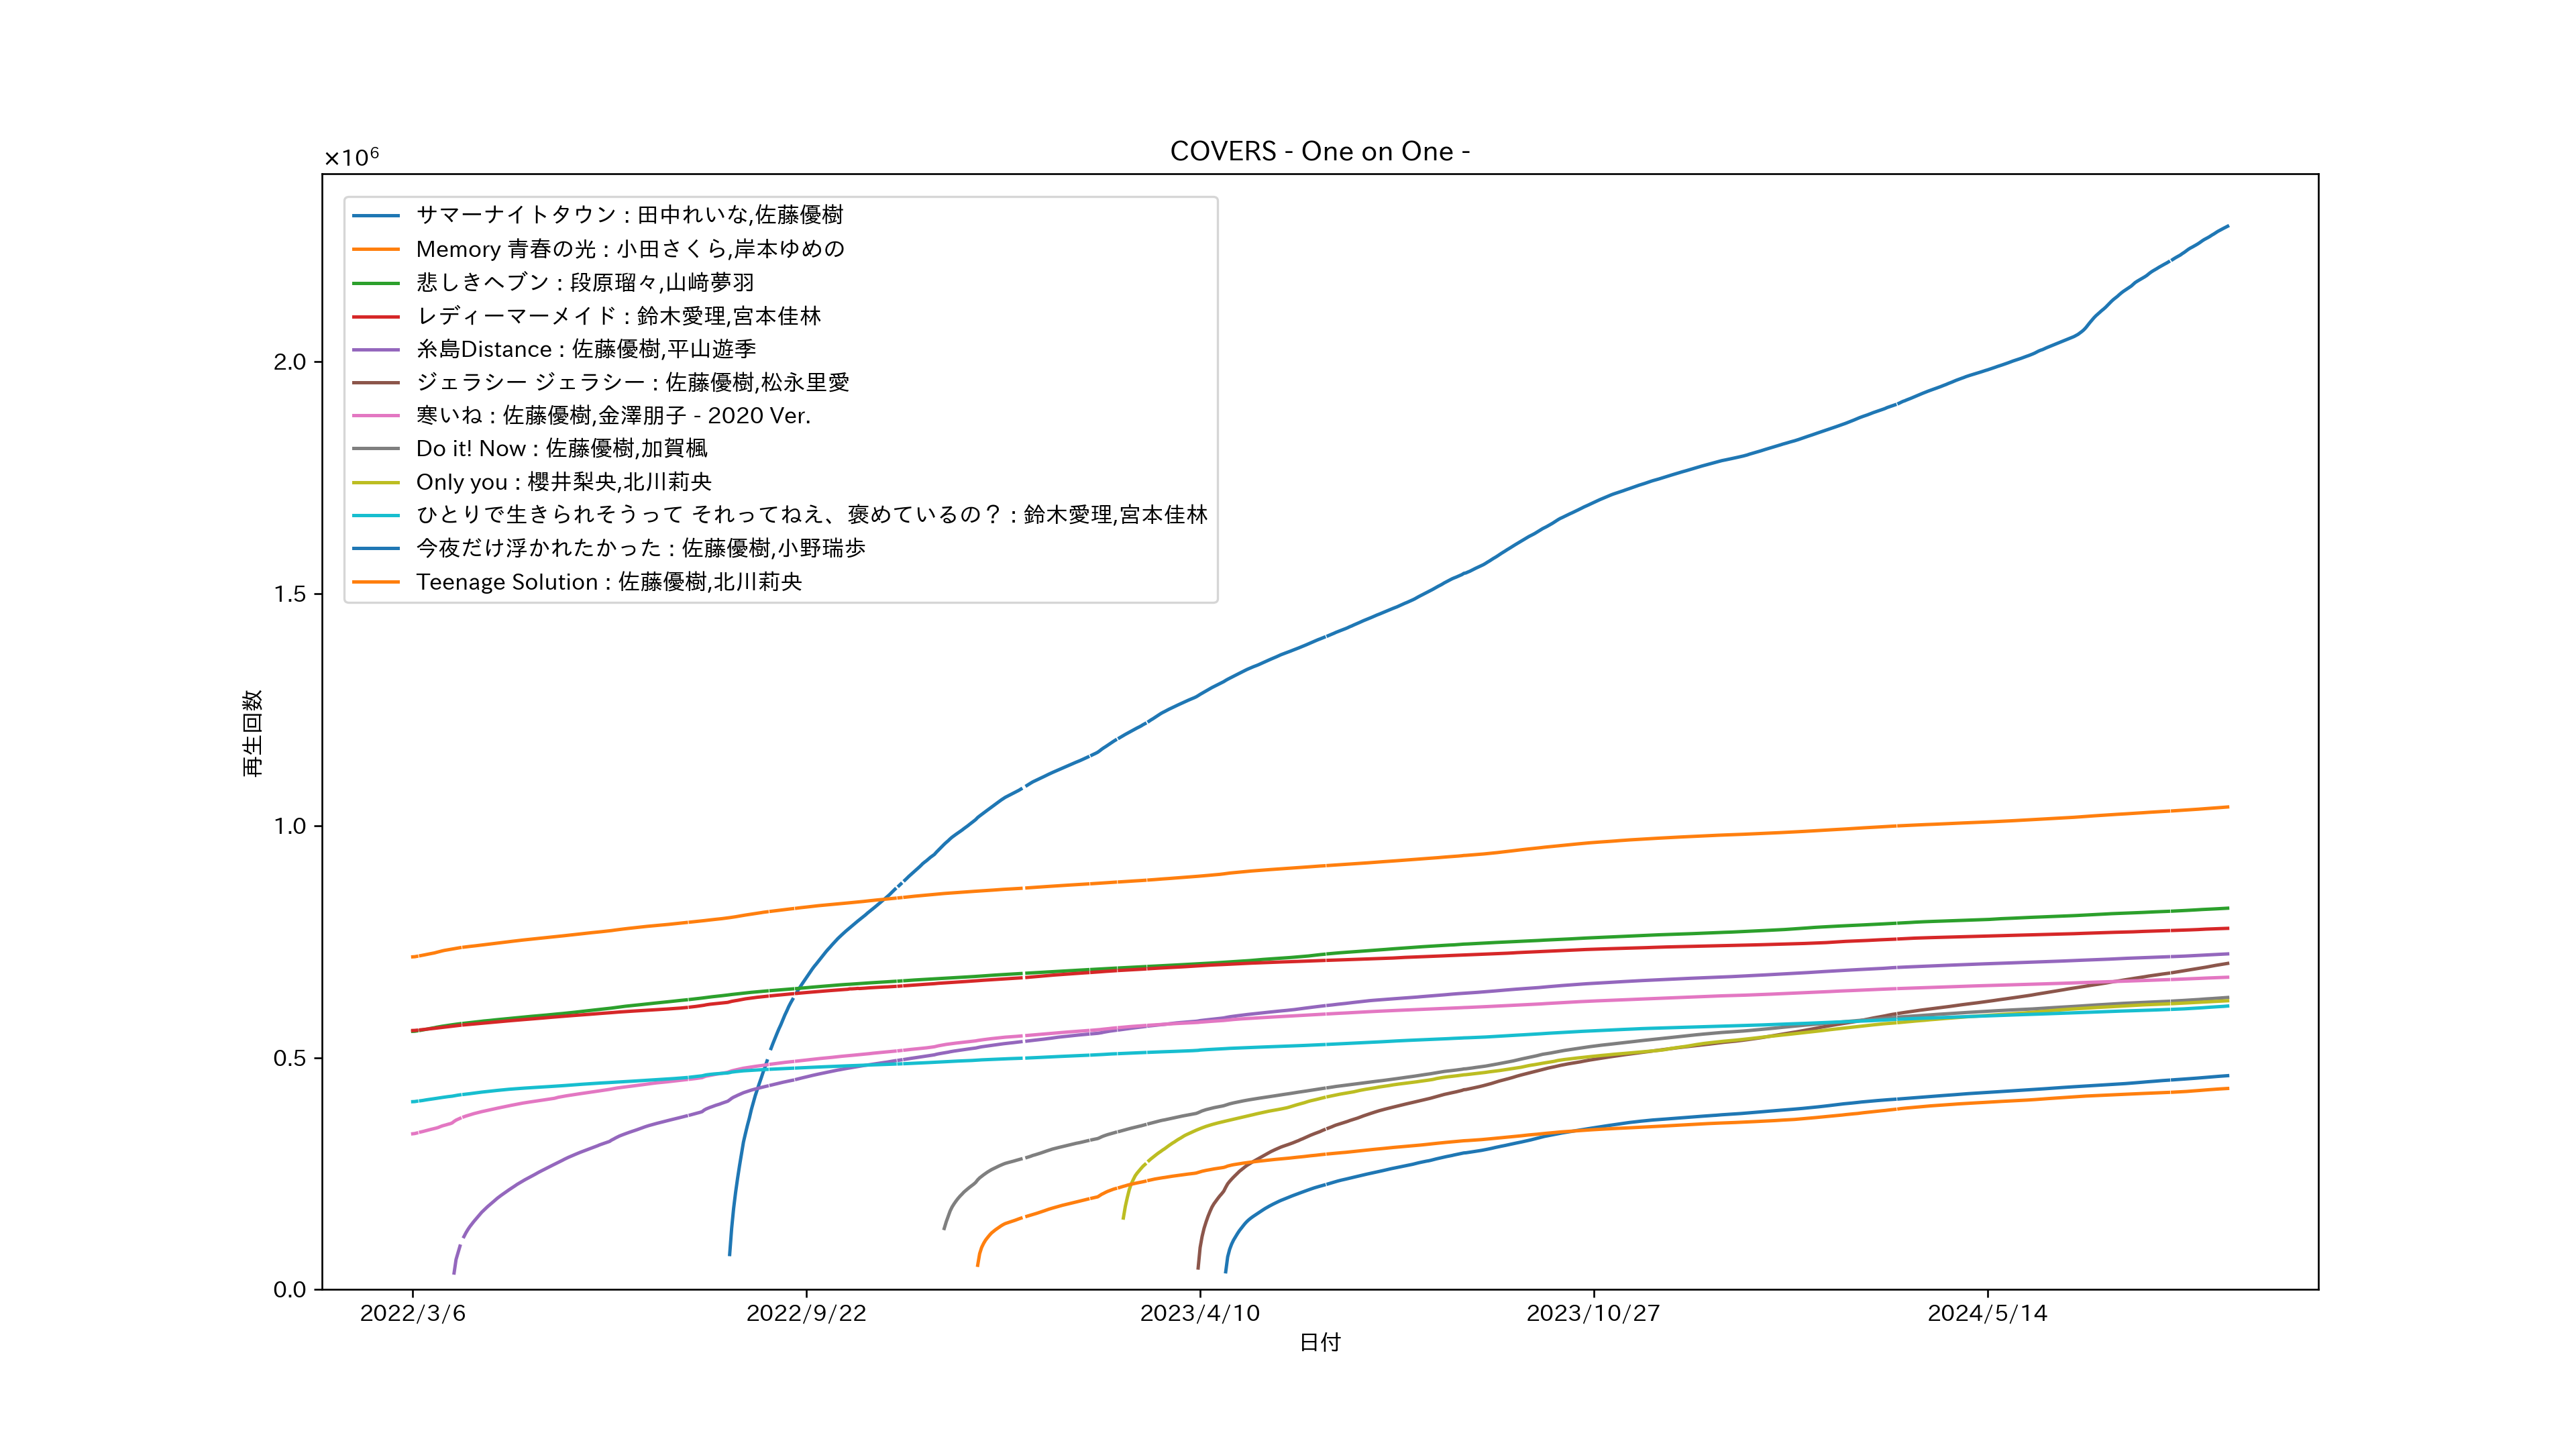 COVERS - One on One -
×10⁶
サマーナイトタウン : 田中れいな,佐藤優樹
Memory 青春の光 : 小田さくら,岸本ゆめの
悲しきヘブン : 段原瑠々,山﨑夢羽
レディーマーメイド : 鈴木愛理,宮本佳林
糸島Distance : 佐藤優樹,平山遊季
ジェラシー ジェラシー : 佐藤優樹,松永里愛
寒いね : 佐藤優樹,金澤朋子 - 2020 Ver.
Do it! Now : 佐藤優樹,加賀楓
Only you : 櫻井梨央,北川莉央
ひとりで生きられそうって それってねえ、褒めているの？ : 鈴木愛理,宮本佳林
今夜だけ浮かれたかった : 佐藤優樹,小野瑞歩
Teenage Solution : 佐藤優樹,北川莉央
2.0
1.5
1.0
0.5
0.0
再生回数
2022/3/6
2022/9/22
2023/4/10
2023/10/27
2024/5/14
日付